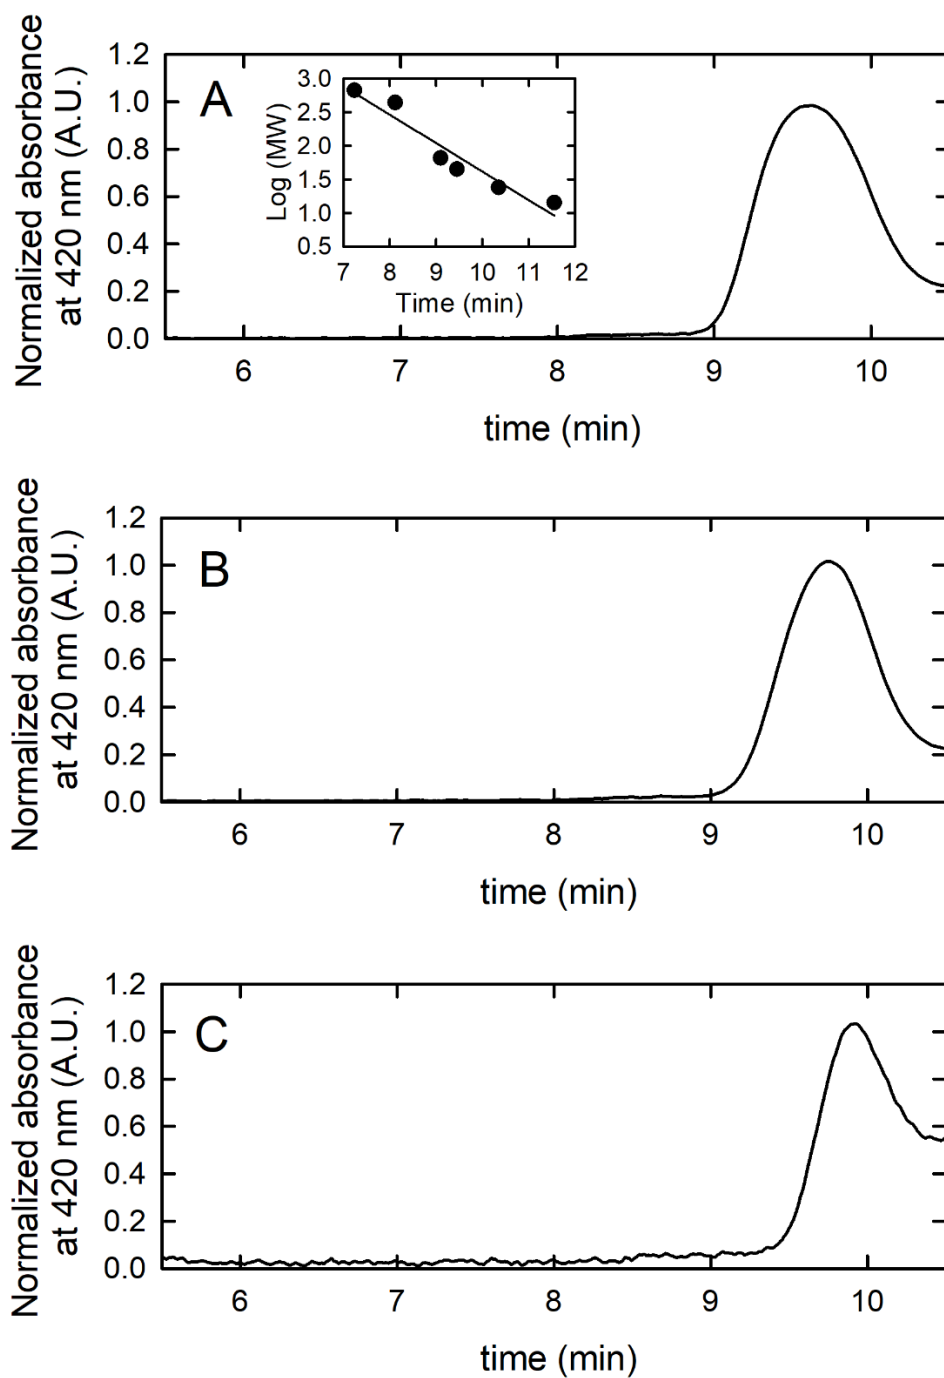 Normalized absorbance
at 420 nm (A.U.)
1.2
1.0
0.8
0.6
0.4
0.2
0.0
A
Log (MW)
3.0
2.5
2.0
1.5
1.0
0.5
7 8 9 10 11 12
Time (min)
6 7 8 9 10
time (min)
Normalized absorbance
at 420 nm (A.U.)
1.2
1.0
0.8
0.6
0.4
0.2
0.0
B
6 7 8 9 10
time (min)
Normalized absorbance
at 420 nm (A.U.)
1.2
1.0
0.8
0.6
0.4
0.2
0.0
C
6 7 8 9 10
time (min)